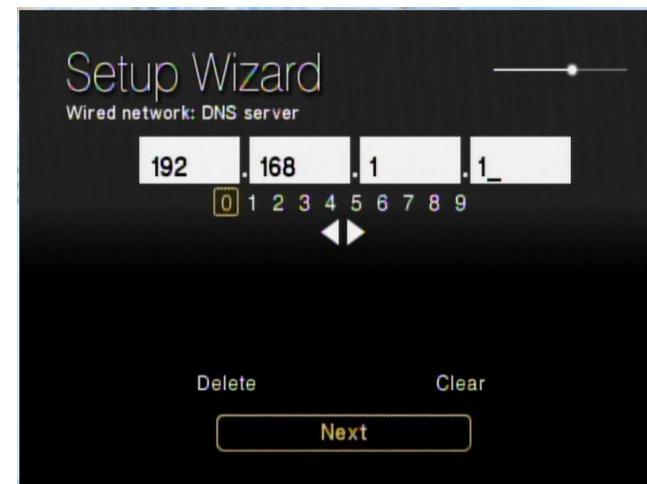 Setup Wizard
Wired network: DNS server
192 . 168 . 1 . 1_
0 1 2 3 4 5 6 7 8 9
Delete Clear
Next